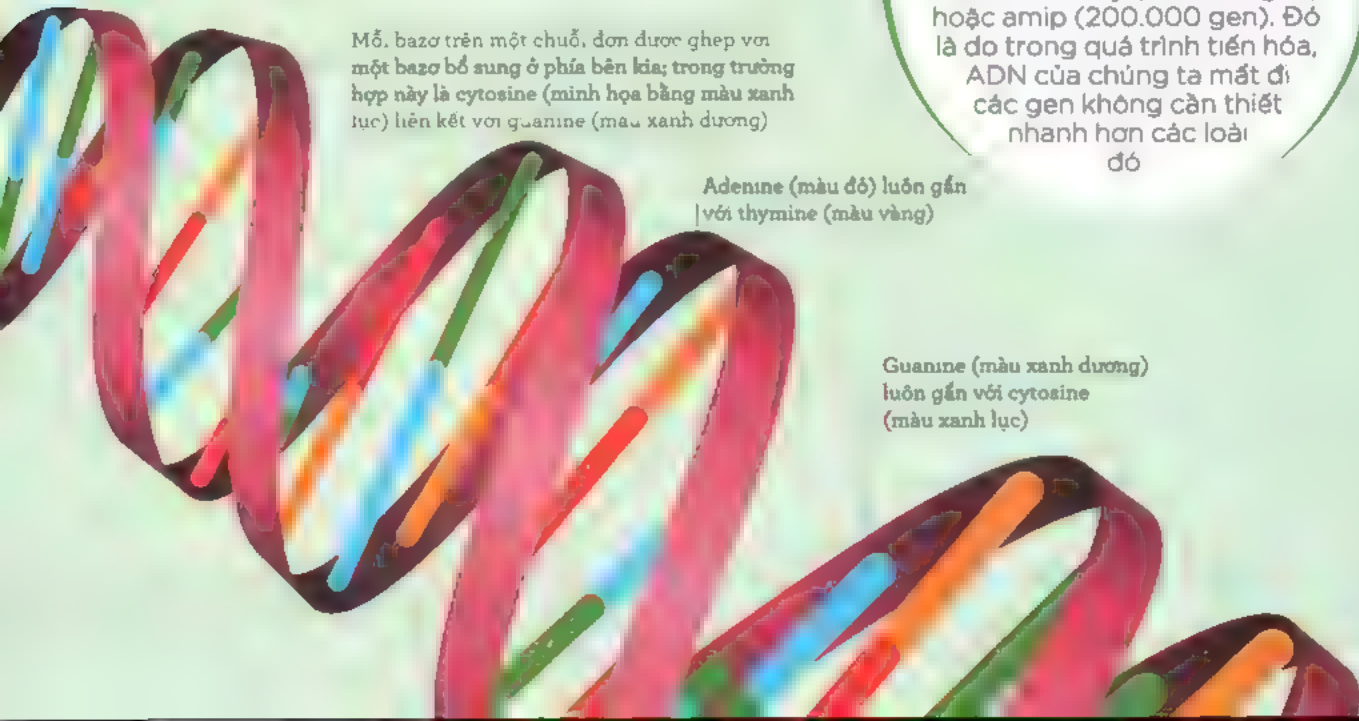 Mỗi bazơ trên một chuỗi đơn được ghép với
một bazơ bổ sung ở phía bên kia; trong trường
hợp này là cytosine (minh họa bằng màu xanh
lục) liên kết với guanine (màu xanh dương)
hoặc amip (200.000 gen). Đó
là do trong quá trình tiến hóa,
ADN của chúng ta mất đi
các gen không cần thiết
nhanh hơn các loài
đó
Adenine (màu đỏ) luôn gắn
với thymine (màu vàng)
Guanine (màu xanh dương)
luôn gắn với cytosine
(màu xanh lục)